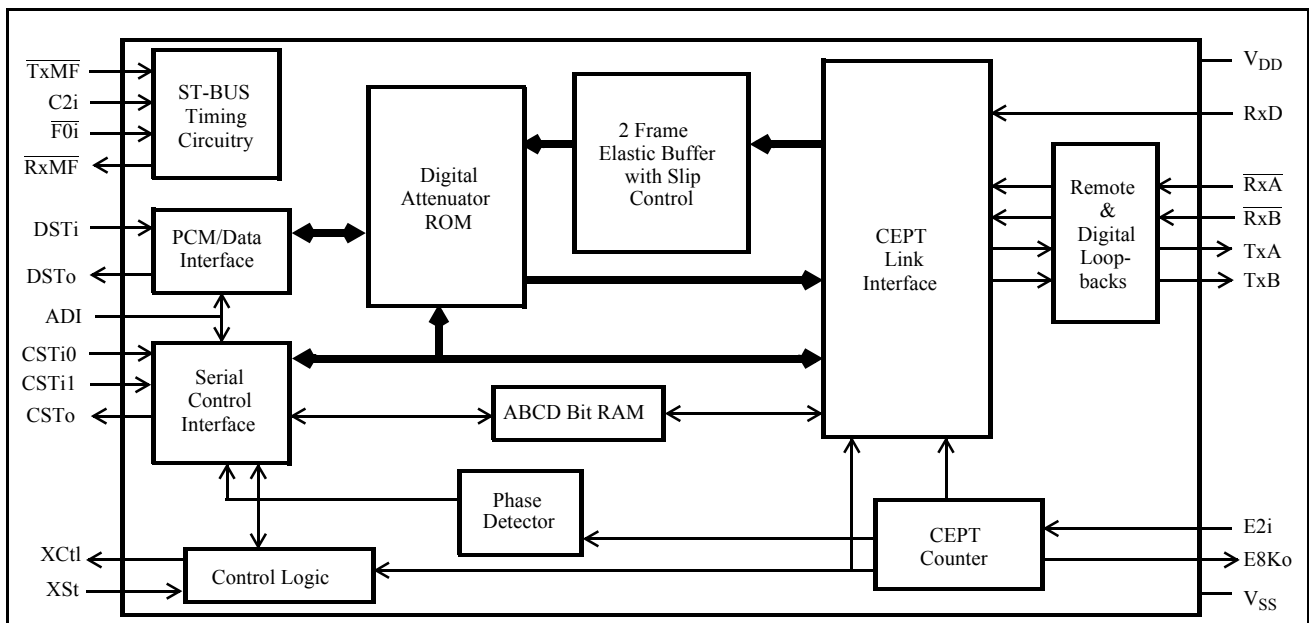 TxMF
C2i
F0i
RxMF
DSTi
DSTo
ADI
CSTi0
CSTi1
CSTo
XCtl
XSt
ST-BUS
Timing
Circuitry
PCM/Data
Interface
Serial
Control
Interface
Control Logic
Digital
Attenuator
ROM
2 Frame
Elastic Buffer
with Slip
Control
ABCD Bit RAM
Phase
Detector
CEPT
Link
Interface
CEPT
Counter
Remote
&
Digital
Loop-
backs
VDD
RxD
RxA
RxB
TxA
TxB
E2i
E8Ko
VSS